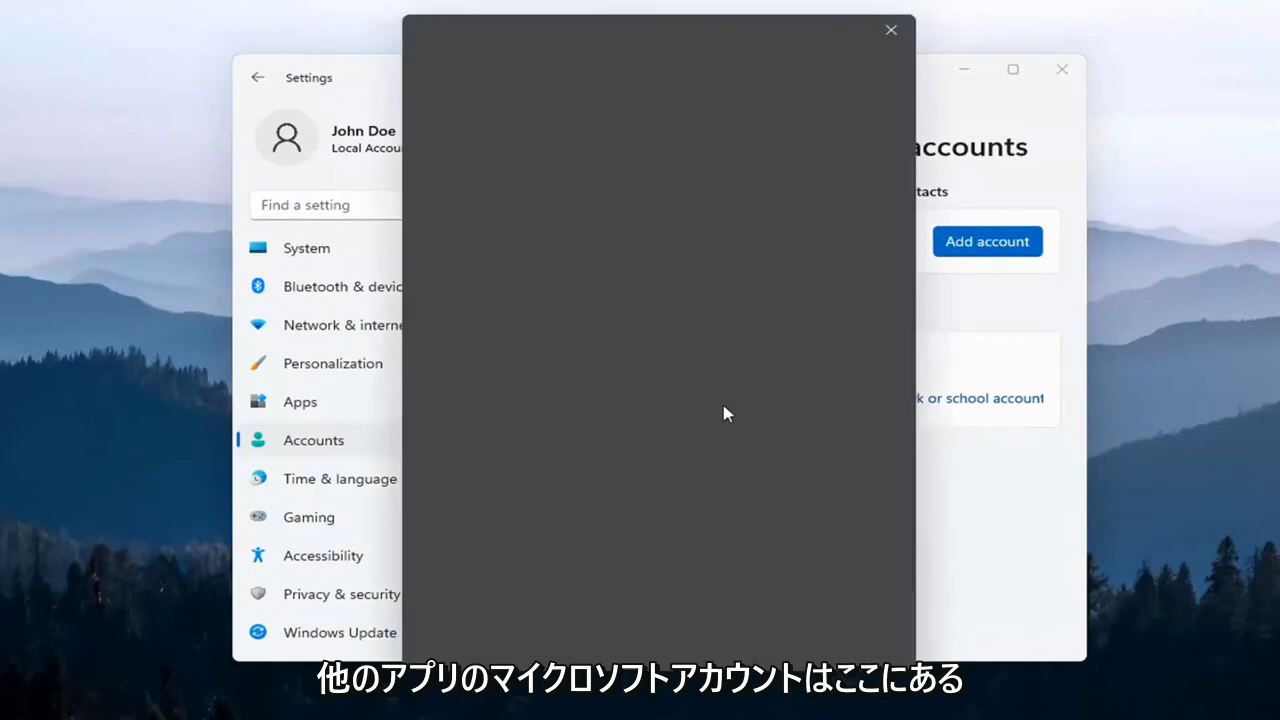 Settings
John Doe
Local Accou
Find a setting
System
Bluetooth & devic
Network & interne
Personalization
Apps
Accounts
Time & language
Gaming
Accessibility
Privacy & security
Windows Update
accounts
tacts
Add account
k or school account
他のアプリのマイクロソフトアカウントはここにある